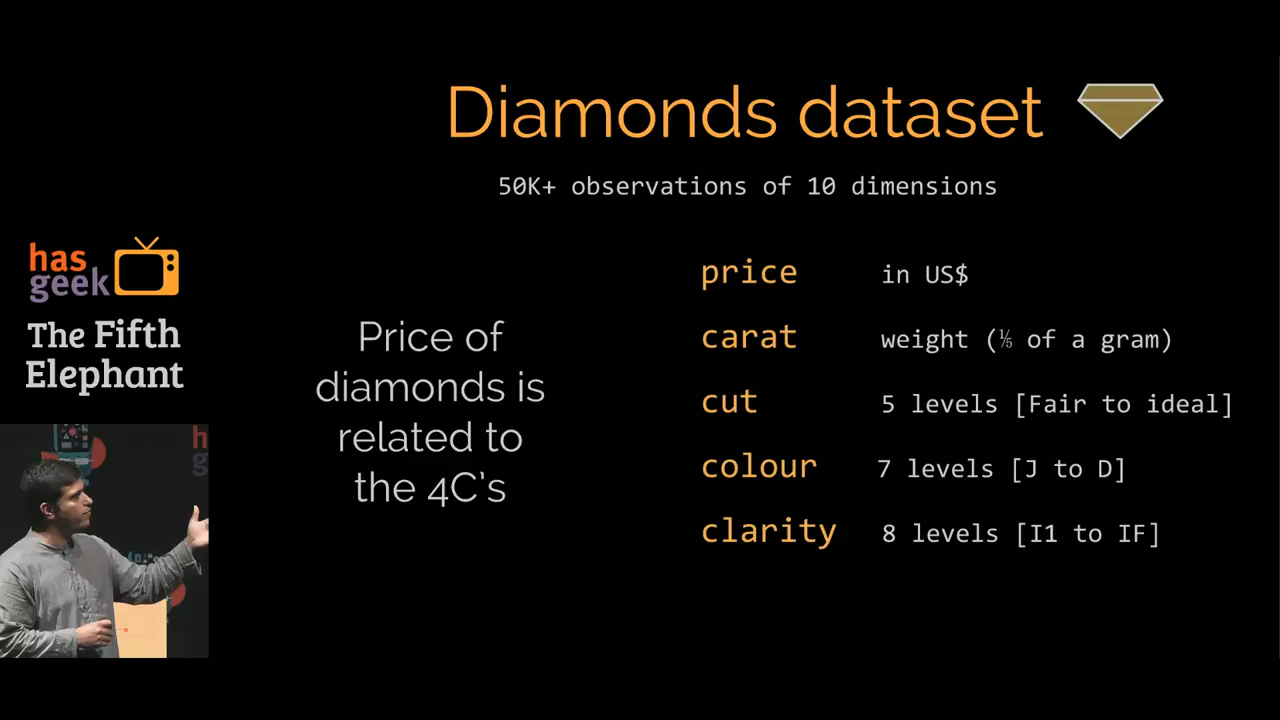 Diamonds dataset
50K+ observations of 10 dimensions
has
geek
The Fifth
Elephant
Price of
diamonds is
related to
the 4C's
price in US$
carat weight (⅕ of a gram)
cut 5 levels [Fair to ideal]
colour 7 levels [J to D]
clarity 8 levels [I1 to IF]
h
g